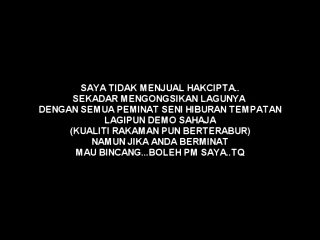 SAYA TIDAK MENJUAL HAKCIPTA..
SEKADAR MENGONGSIKAN LAGUNYA
DENGAN SEMUA PEMINAT SENI HIBURAN TEMPATAN
LAGIPUN DEMO SAHAJA
(KUALITI RAKAMAN PUN BERTERABUR)
NAMUN JIKA ANDA BERMINAT
MAU BINCANG...BOLEH PM SAYA..TQ